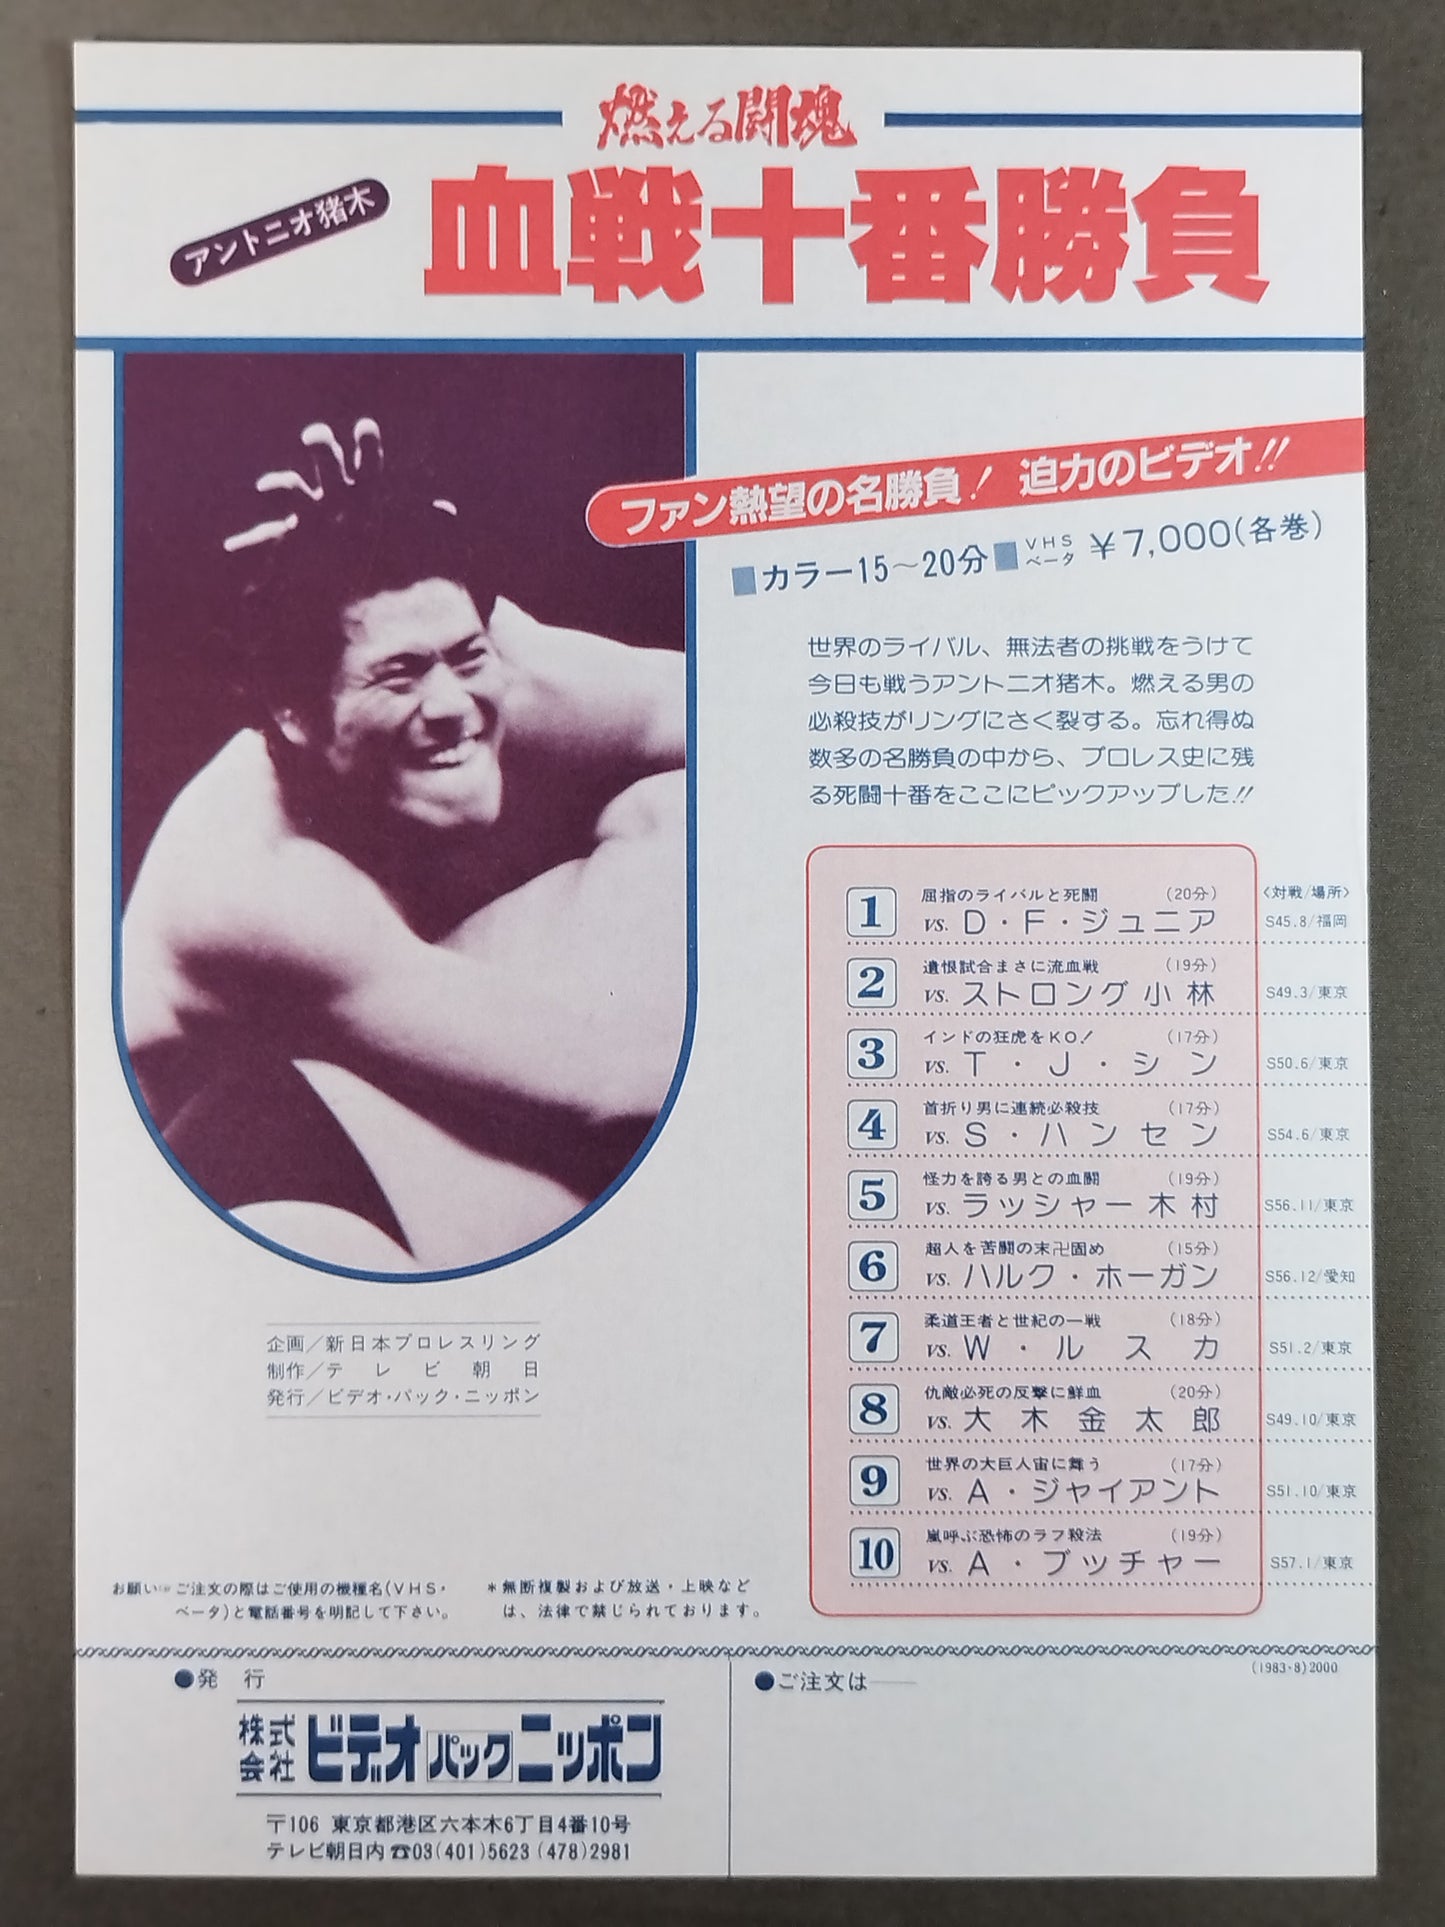 燃える闘魂
アントニオ猪木
血戦十番勝負
ファン熱望の名勝負! 迫力のビデオ!!
■カラー15〜20分■VHS ベータ ¥7,000(各巻)
世界のライバル、無法者の挑戦をうけて
今日も戦うアントニオ猪木。燃える男の
必殺技がリングにさく裂する。忘れ得ぬ
数多の名勝負の中から、プロレス史に残
る死闘十番をここにピックアップした!!
〈対戦/場所〉
1 屈指のライバルと死闘 (20分)
VS. D・F・ジュニア S45.8/福岡
2 遺恨試合まさに流血戦 (19分)
VS. ストロング小林 S49.3/東京
3 インドの狂虎をKO! (17分)
VS. T・J・シン S50.6/東京
4 首折り男に連続必殺技 (17分)
VS. S・ハンセン S54.6/東京
5 怪力を誇る男との血闘 (19分)
VS. ラッシャー木村 S56.11/東京
6 超人を苦闘の末卍固め (15分)
VS. ハルク・ホーガン S56.12/愛知
7 柔道王者と世紀の一戦 (18分)
VS. W・ルスカ S51.2/東京
8 仇敵必死の反撃に鮮血 (20分)
VS. 大木金太郎 S49.10/東京
9 世界の大巨人宙に舞う (17分)
VS. A・ジャイアント S51.10/東京
10 嵐呼ぶ恐怖のラフ殺法 (19分)
VS. A・ブッチャー S57.1/東京
企画/新日本プロレスリング
制作/テレビ朝日
発行/ビデオ・パック・ニッポン
お願い☞ご注文の際はご使用の機種名(VHS・
ベータ)と電話番号を明記して下さい。
*無断複製および放送・上映など
は、法律で禁じられております。
(1983・8)2000
●発 行
株式会社 ビデオパックニッポン
〒106 東京都港区六本木6丁目4番10号
テレビ朝日内 ☎03(401)5623 (478)2981
●ご注文は――